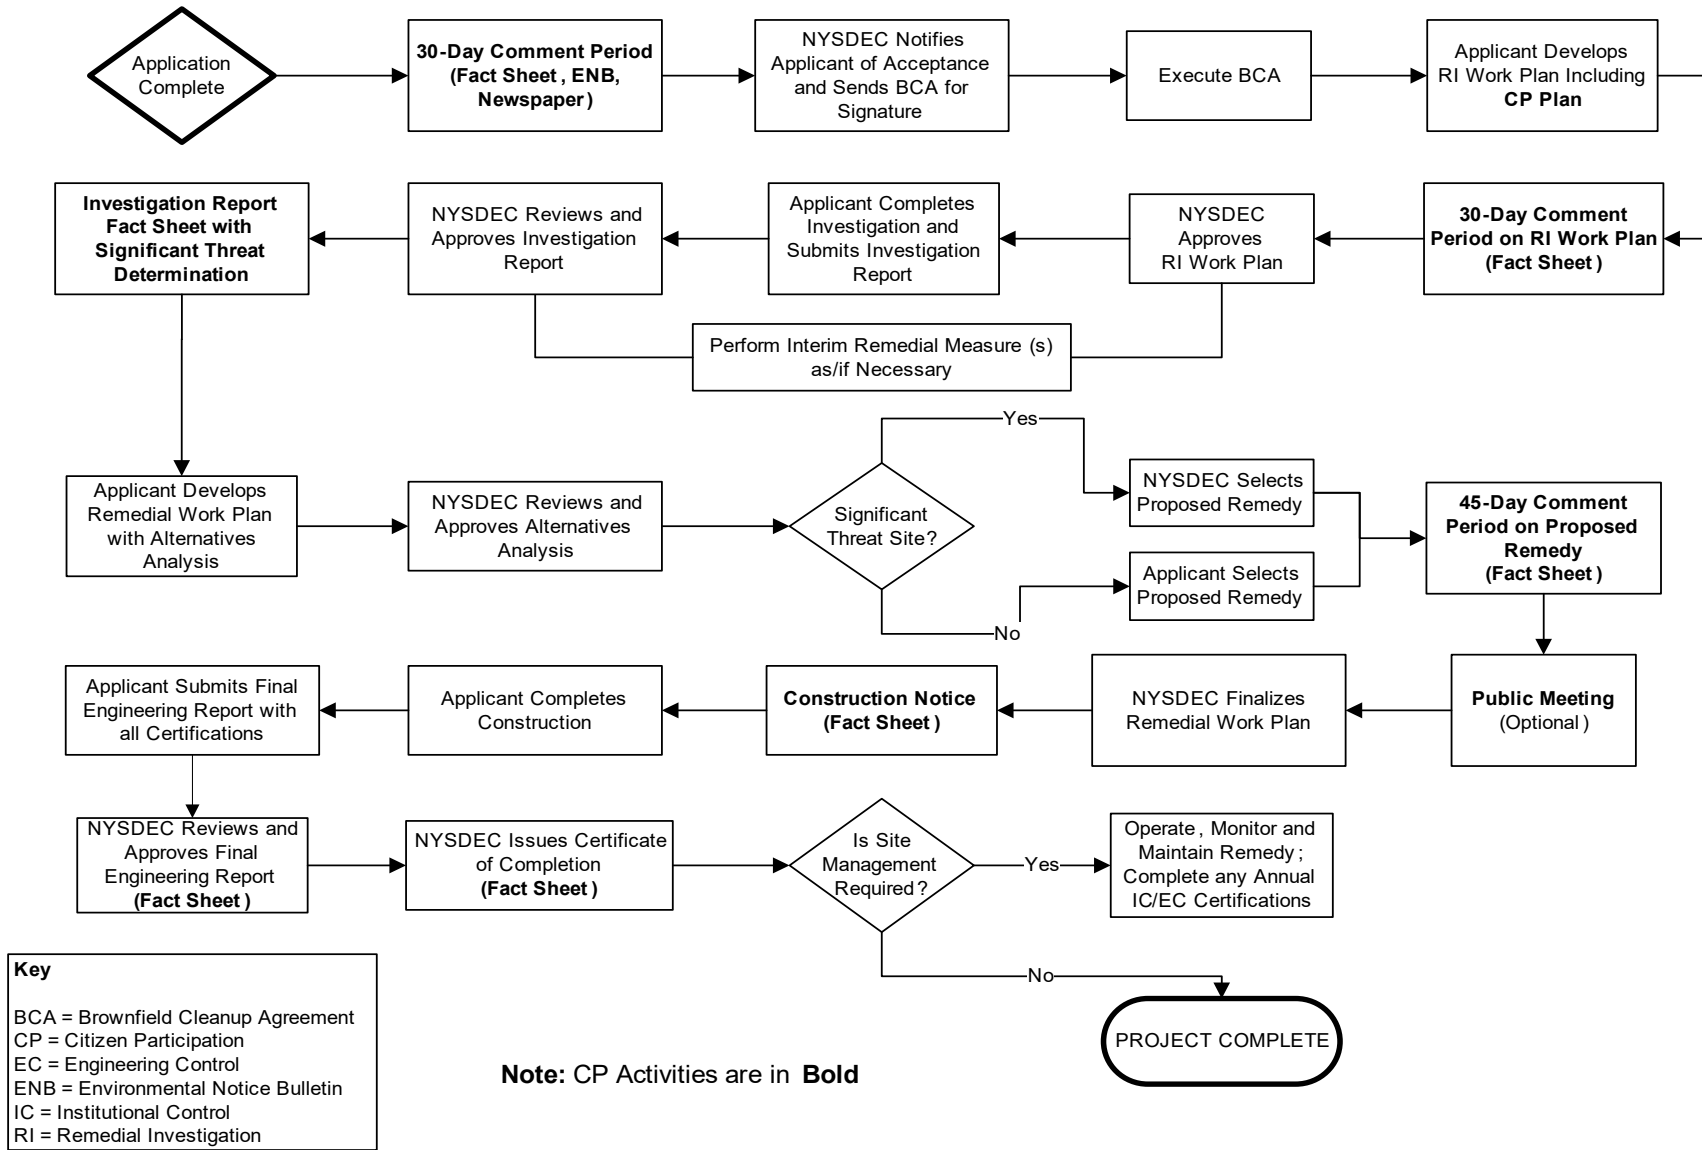 Application
Complete
30-Day Comment Period
(Fact Sheet, ENB,
Newspaper)
NYSDEC Notifies
Applicant of Acceptance
and Sends BCA for
Signature
Execute BCA
Applicant Develops
RI Work Plan Including
CP Plan
Investigation Report
Fact Sheet with
Significant Threat
Determination
NYSDEC Reviews and
Approves Investigation
Report
Applicant Completes
Investigation and
Submits Investigation
Report
NYSDEC
Approves
RI Work Plan
30-Day Comment
Period on RI Work Plan
(Fact Sheet)
Perform Interim Remedial Measure (s)
as/if Necessary
Applicant Develops
Remedial Work Plan
with Alternatives
Analysis
NYSDEC Reviews and
Approves Alternatives
Analysis
Significant
Threat Site?
Yes
No
NYSDEC Selects
Proposed Remedy
Applicant Selects
Proposed Remedy
45-Day Comment
Period on Proposed
Remedy
(Fact Sheet)
Applicant Submits Final
Engineering Report with
all Certifications
Applicant Completes
Construction
Construction Notice
(Fact Sheet)
NYSDEC Finalizes
Remedial Work Plan
Public Meeting
(Optional)
NYSDEC Reviews and
Approves Final
Engineering Report
(Fact Sheet)
NYSDEC Issues Certificate
of Completion
(Fact Sheet)
Is Site
Management
Required?
Yes
Operate, Monitor and
Maintain Remedy;
Complete any Annual
IC/EC Certifications
No
PROJECT COMPLETE
Key
BCA = Brownfield Cleanup Agreement
CP = Citizen Participation
EC = Engineering Control
ENB = Environmental Notice Bulletin
IC = Institutional Control
RI = Remedial Investigation
Note: CP Activities are in Bold